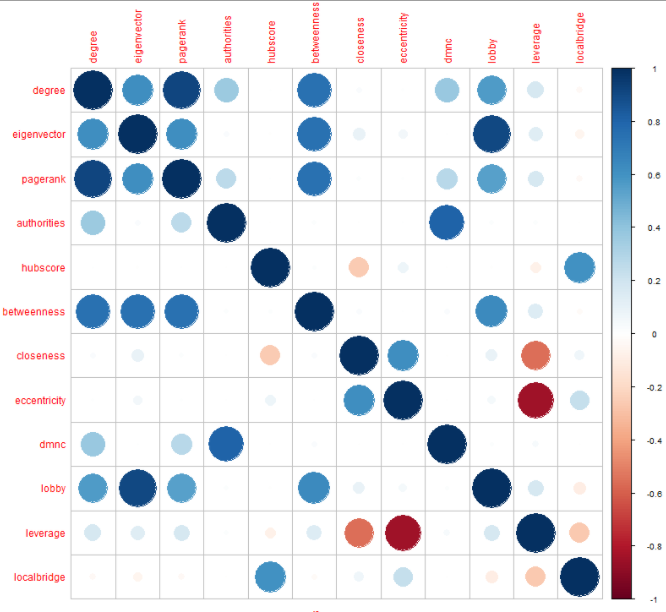 degree
eigenvector
pagerank
authorities
hubscore
betweenness
closeness
eccentricity
dmnc
lobby
leverage
localbridge
degree
eigenvector
pagerank
authorities
hubscore
betweenness
closeness
eccentricity
dmnc
lobby
leverage
localbridge
1
0.8
0.6
0.4
0.2
0
-0.2
-0.4
-0.6
-0.8
-1